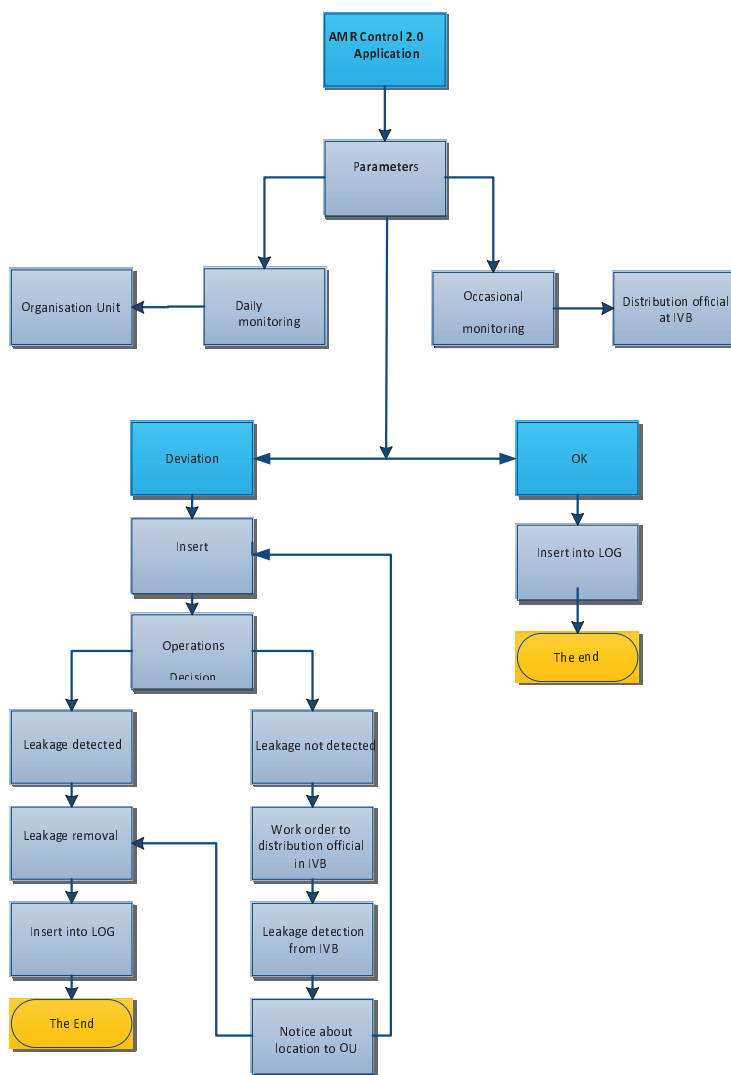 AMR Control 2.0
Application
Parameters
Organisation Unit
Daily
monitoring
Occasional
monitoring
Distribution official
at IVB
Deviation
OK
Insert
Insert into LOG
Operations
Decision
The end
Leakage detected
Leakage not detected
Leakage removal
Work order to
distribution official
in IVB
Insert into LOG
Leakage detection
from IVB
The End
Notice about
location to OU